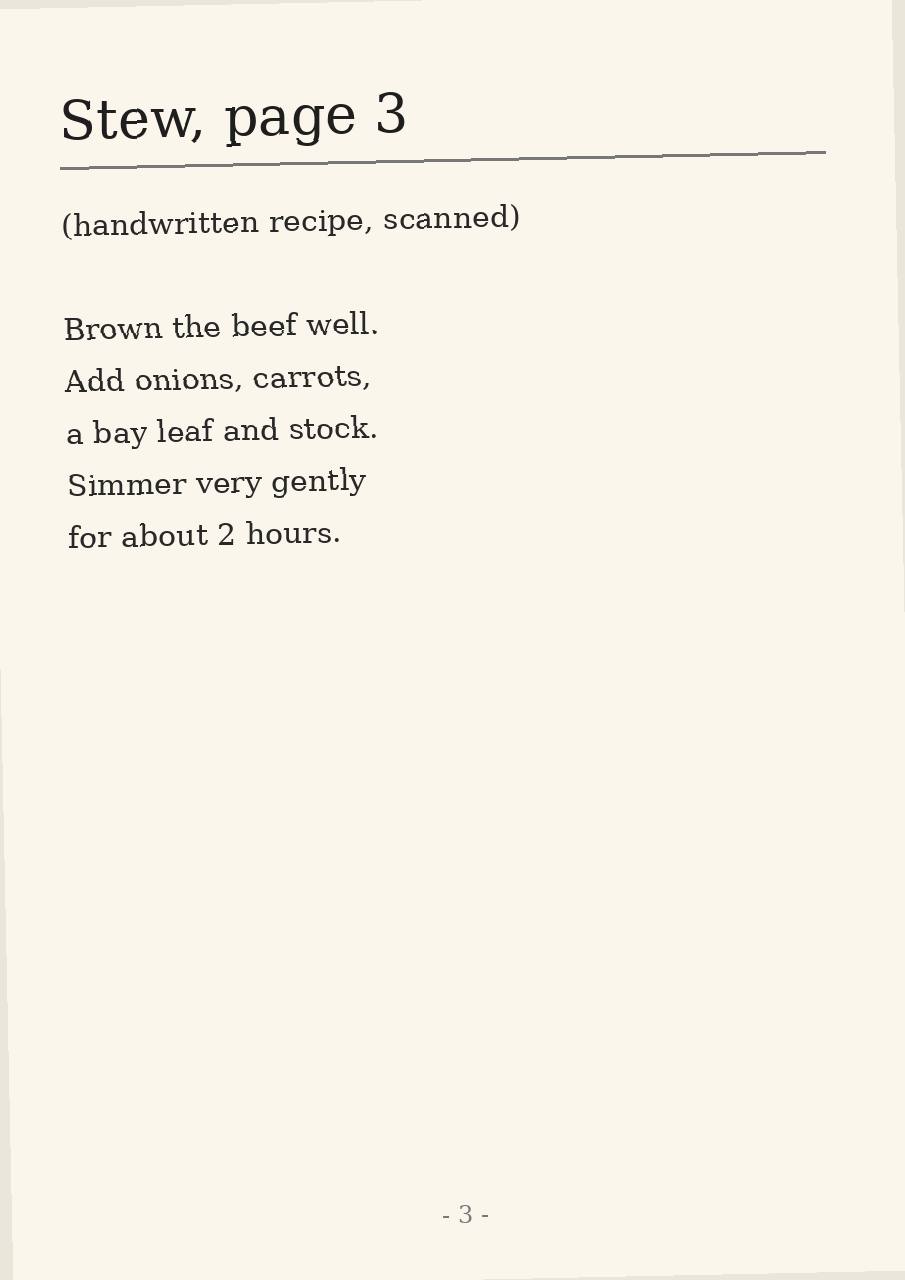 Stew, page 3
(handwritten recipe, scanned)
Brown the beef well.
Add onions, carrots,
a bay leaf and stock.
Simmer very gently
for about 2 hours.
- 3 -